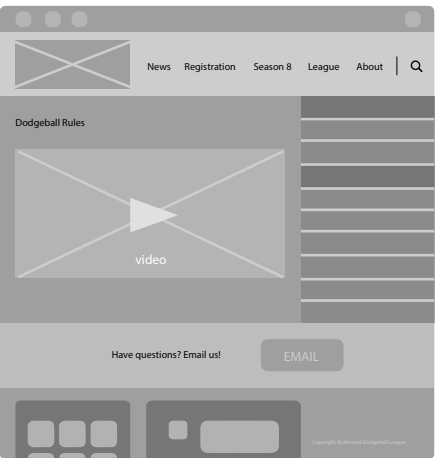 News Registration Season 8 League About
Dodgeball Rules
video
Have questions? Email us!
EMAIL
Copyright Richmond Dodgeball League